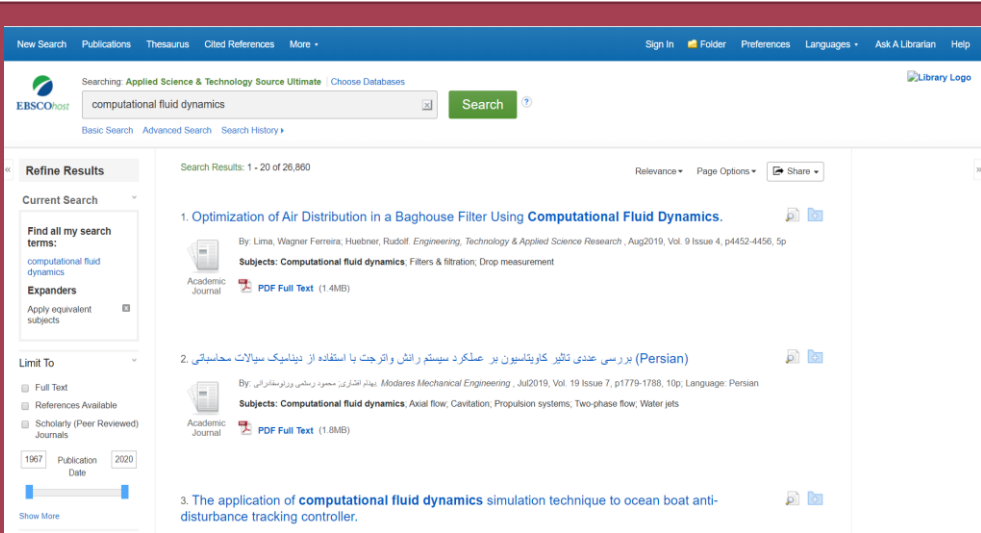 New Search Publications Thesaurus Cited References More
Sign In Folder Preferences Languages Ask A Librarian Help
EBSCOhost
Searching: Applied Science & Technology Source Ultimate Choose Databases
computational fluid dynamics
Search
Basic Search Advanced Search Search History
Library Logo
Refine Results
Current Search
Find all my search
terms:
computational fluid
dynamics
Expanders
Apply equivalent
subjects
Limit To
Full Text
References Available
Scholarly (Peer Reviewed)
Journals
1967 Publication 2020
Date
Show More
Search Results: 1 - 20 of 26,860
Relevance Page Options Share
1. Optimization of Air Distribution in a Baghouse Filter Using Computational Fluid Dynamics.
By: Lima, Wagner Ferreira; Huebner, Rudolf. Engineering, Technology & Applied Science Research , Aug2019, Vol. 9 Issue 4, p4452-4456, 5p
Subjects: Computational fluid dynamics; Filters & filtration; Drop measurement
Academic
Journal
PDF Full Text (1.4MB)
2. بررسی عددی تاثیر کاویتاسیون بر عملکرد سیستم رانش واترجت با استفاده از دینامیک سیالات محاسباتی (Persian)
By: محمود رستمی Modares Mechanical Engineering , Jul2019, Vol. 19 Issue 7, p1779-1788, 10p; Language: Persian
Subjects: Computational fluid dynamics; Axial flow; Cavitation; Propulsion systems; Two-phase flow; Water jets
Academic
Journal
PDF Full Text (1.8MB)
3. The application of computational fluid dynamics simulation technique to ocean boat anti-
disturbance tracking controller.